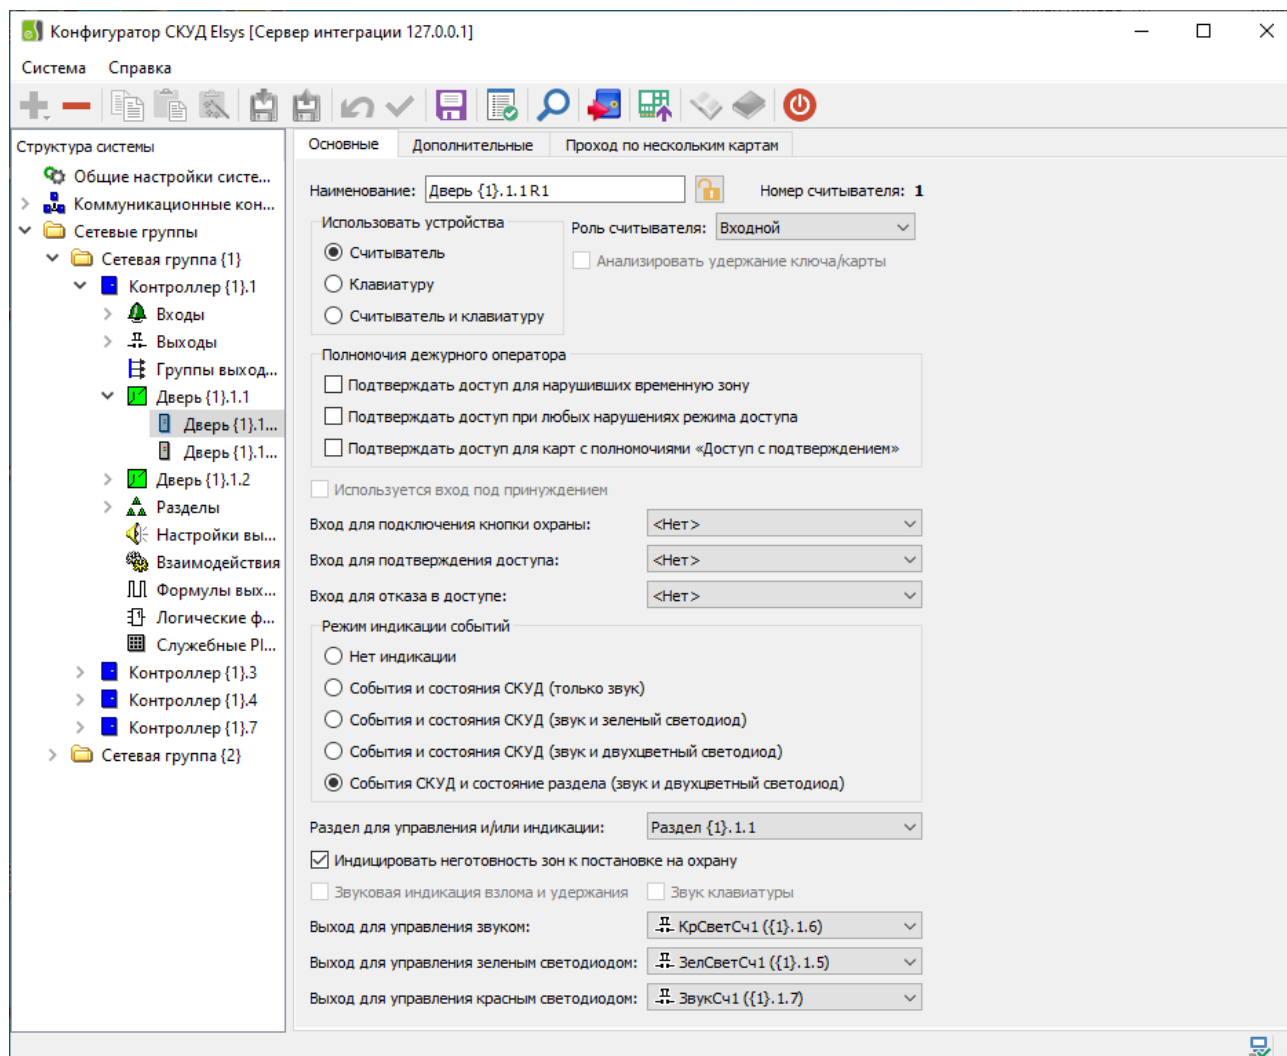 Конфигуратор СКУД Elsys [Сервер интеграции 127.0.0.1]
Система Справка
Структура системы
Общие настройки систе...
Коммуникационные кон...
Сетевые группы
Сетевая группа {1}
Контроллер {1}.1
Входы
Выходы
Группы выход...
Дверь {1}.1.1
Дверь {1}.1...
Дверь {1}.1...
Дверь {1}.1.2
Разделы
Настройки вы...
Взаимодействия
Формулы вых...
Логические ф...
Служебные PI...
Контроллер {1}.3
Контроллер {1}.4
Контроллер {1}.7
Сетевая группа {2}
Основные Дополнительные Проход по нескольким картам
Наименование: Дверь {1}.1.1 R1 Номер считывателя: 1
Использовать устройства
Считыватель
Клавиатуру
Считыватель и клавиатуру
Роль считывателя: Входной
Анализировать удержание ключа/карты
Полномочия дежурного оператора
Подтверждать доступ для нарушивших временную зону
Подтверждать доступ при любых нарушениях режима доступа
Подтверждать доступ для карт с полномочиями «Доступ с подтверждением»
Используется вход под принуждением
Вход для подключения кнопки охраны: <Нет>
Вход для подтверждения доступа: <Нет>
Вход для отказа в доступе: <Нет>
Режим индикации событий
Нет индикации
События и состояния СКУД (только звук)
События и состояния СКУД (звук и зеленый светодиод)
События и состояния СКУД (звук и двухцветный светодиод)
События СКУД и состояние раздела (звук и двухцветный светодиод)
Раздел для управления и/или индикации: Раздел {1}.1.1
Индицировать неготовность зон к постановке на охрану
Звуковая индикация взлома и удержания Звук клавиатуры
Выход для управления звуком: КрСветСч1 ({1}.1.6)
Выход для управления зеленым светодиодом: ЗелСветСч1 ({1}.1.5)
Выход для управления красным светодиодом: ЗвукСч1 ({1}.1.7)